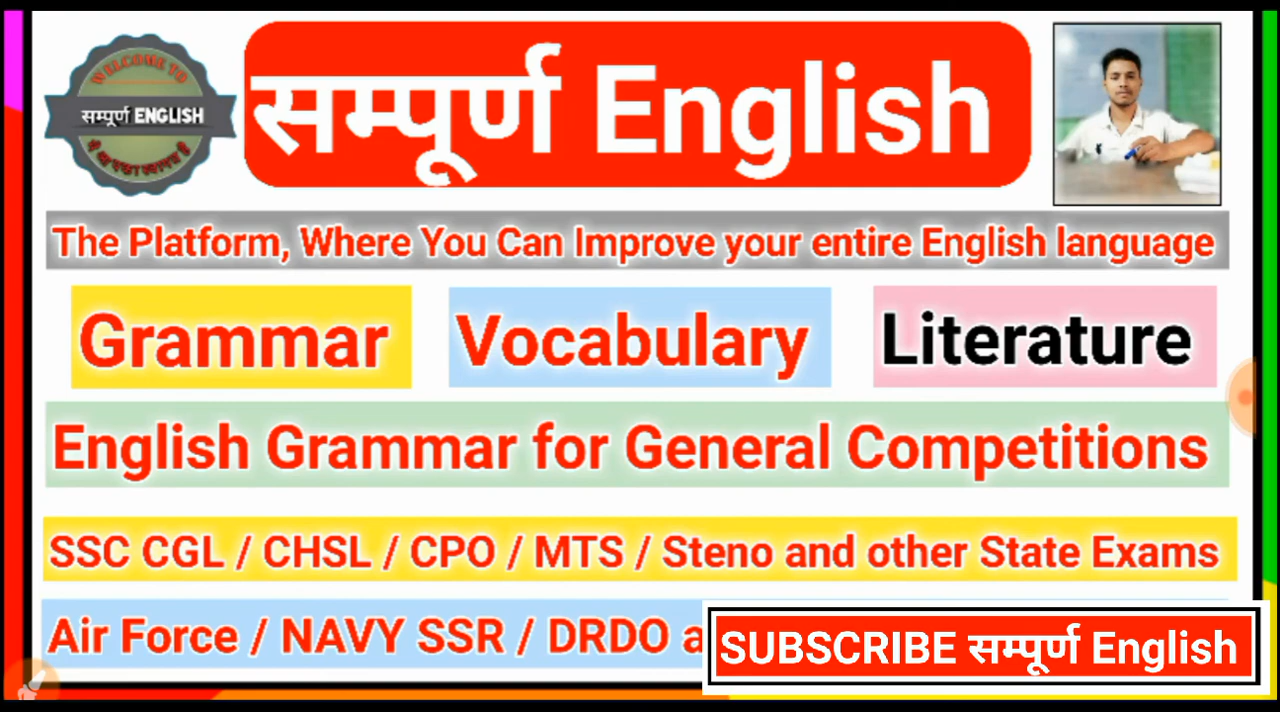 WELCOME TO
सम्पूर्ण ENGLISH
सम्पूर्ण English
The Platform, Where You Can Improve your entire English language
Grammar
Vocabulary
Literature
English Grammar for General Competitions
SSC CGL / CHSL / CPO / MTS / Steno and other State Exams
Air Force / NAVY SSR / DRDO
SUBSCRIBE सम्पूर्ण English